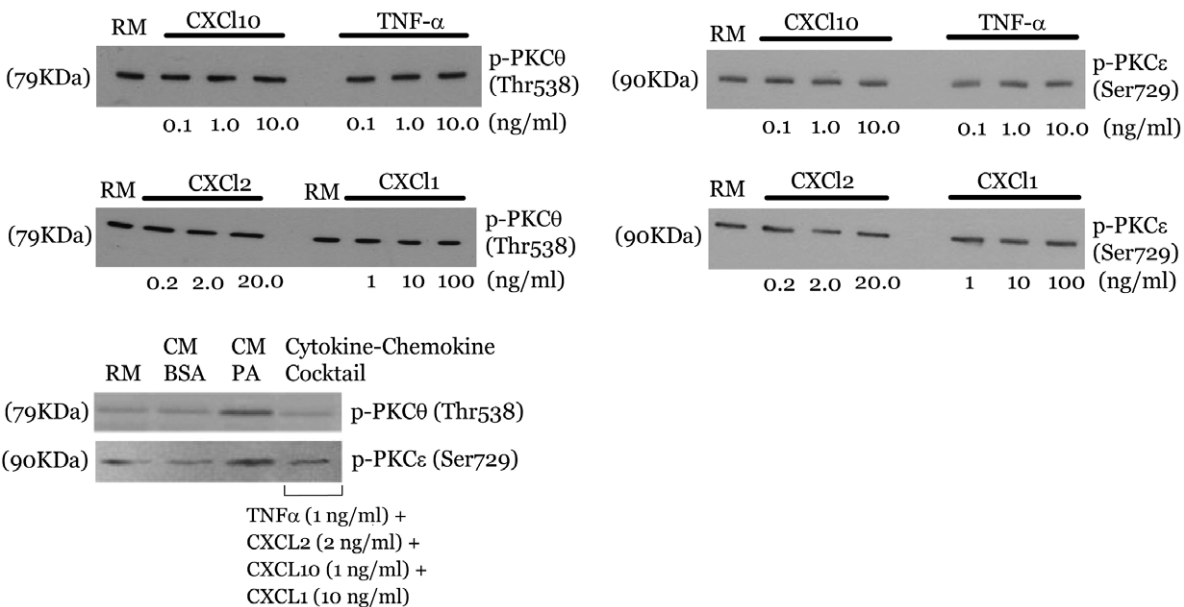 RM CXCl10 TNF-α
(79KDa) p-PKCθ (Thr538)
0.1 1.0 10.0 0.1 1.0 10.0 (ng/ml)
RM CXCl10 TNF-α
(90KDa) p-PKCε (Ser729)
0.1 1.0 10.0 0.1 1.0 10.0 (ng/ml)
RM CXCl2 RM CXCl1
(79KDa) p-PKCθ (Thr538)
0.2 2.0 20.0 1 10 100 (ng/ml)
RM CXCl2 CXCl1
(90KDa) p-PKCε (Ser729)
0.2 2.0 20.0 1 10 100 (ng/ml)
CM CM Cytokine-Chemokine
RM BSA PA Cocktail
(79KDa) p-PKCθ (Thr538)
(90KDa) p-PKCε (Ser729)
TNFα (1 ng/ml) +
CXCL2 (2 ng/ml) +
CXCL10 (1 ng/ml) +
CXCL1 (10 ng/ml)